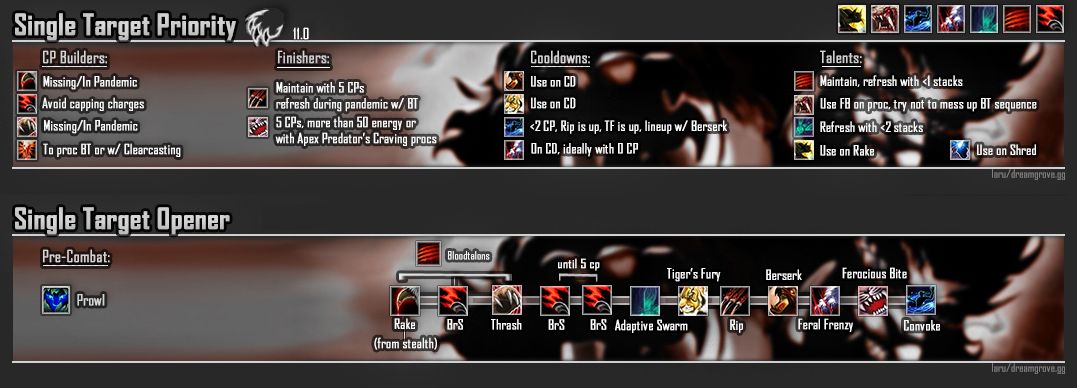 Single Target Priority 11.0
CP Builders:
Missing/In Pandemic
Avoid capping charges
Missing/In Pandemic
To proc BT or w/ Clearcasting
Finishers:
Maintain with 5 CPs
refresh during pandemic w/ BT
5 CPs, more than 50 energy or
with Apex Predator's Craving procs
Cooldowns:
Use on CD
Use on CD
<2 CP, Rip is up, TF is up, lineup w/ Berserk
On CD, ideally with 0 CP
Talents:
Maintain, refresh with <1 stacks
Use FB on proc, try not to mess up BT sequence
Refresh with <2 stacks
Use on Rake
Use on Shred
laru/dreamgrove.gg
Single Target Opener
Pre-Combat:
Prowl
Bloodtalons
until 5 cp
Tiger's Fury
Berserk
Ferocious Bite
Rake
(from stealth)
BrS
Thrash
BrS
BrS
Adaptive Swarm
Rip
Feral Frenzy
Convoke
laru/dreamgrove.gg